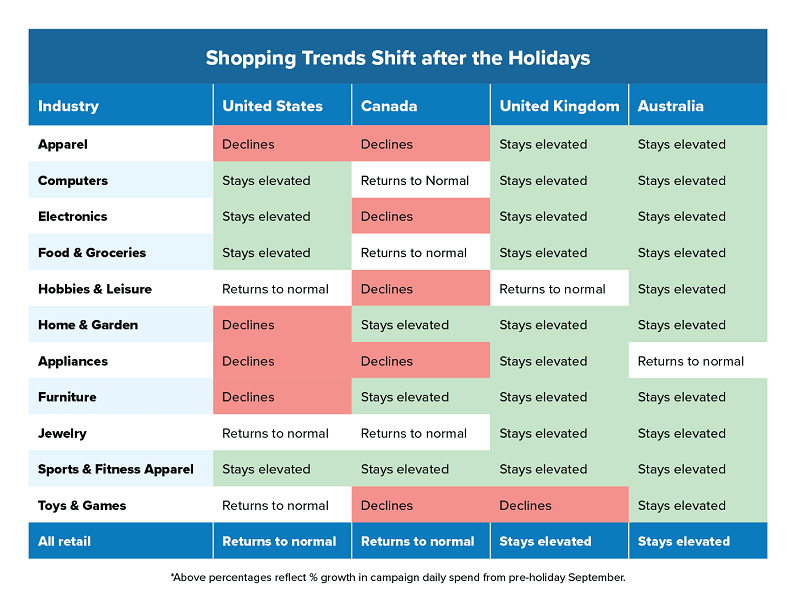 Shopping Trends Shift after the Holidays
Industry United States Canada United Kingdom Australia
Apparel Declines Declines Stays elevated Stays elevated
Computers Stays elevated Returns to Normal Stays elevated Stays elevated
Electronics Stays elevated Declines Stays elevated Stays elevated
Food & Groceries Stays elevated Returns to normal Stays elevated Stays elevated
Hobbies & Leisure Returns to normal Declines Returns to normal Stays elevated
Home & Garden Declines Stays elevated Stays elevated Stays elevated
Appliances Declines Declines Stays elevated Returns to normal
Furniture Declines Stays elevated Stays elevated Stays elevated
Jewelry Returns to normal Returns to normal Stays elevated Stays elevated
Sports & Fitness Apparel Stays elevated Stays elevated Stays elevated Stays elevated
Toys & Games Returns to normal Declines Declines Stays elevated
All retail Returns to normal Returns to normal Stays elevated Stays elevated
*Above percentages reflect % growth in campaign daily spend from pre-holiday September.